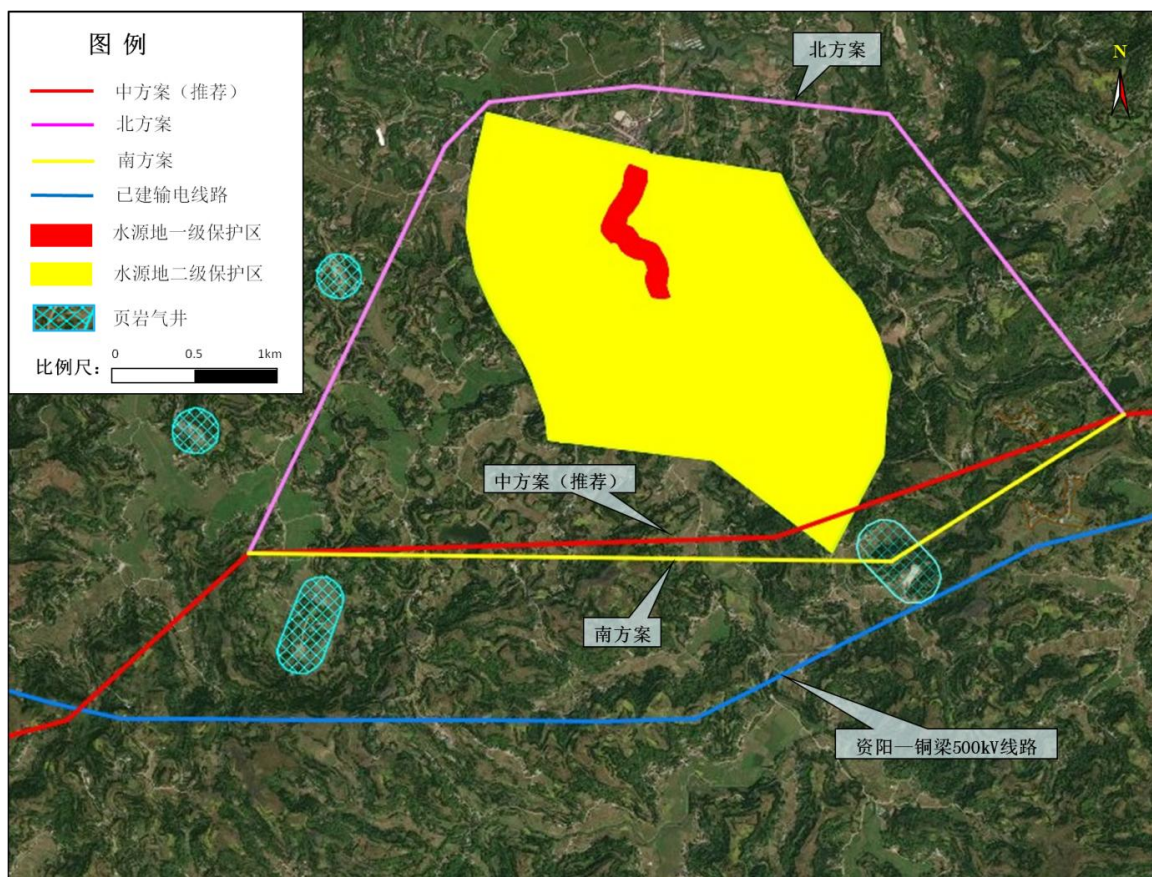 图 例
中方案（推荐）
北方案
南方案
已建输电线路
水源地一级保护区
水源地二级保护区
页岩气井
比例尺：
0 0.5 1km
北方案
N
中方案（推荐）
南方案
资阳—铜梁500kV线路